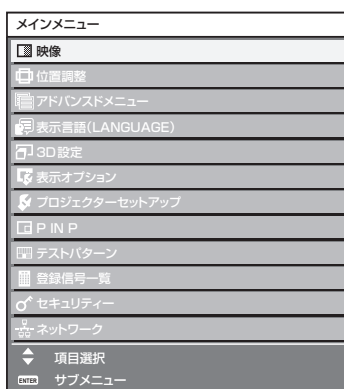 メインメニュー
映像
位置調整
アドバンスドメニュー
表示言語(LANGUAGE)
3D設定
表示オプション
プロジェクターセットアップ
P IN P
テストパターン
登録信号一覧
セキュリティー
ネットワーク
項目選択
ENTER サブメニュー